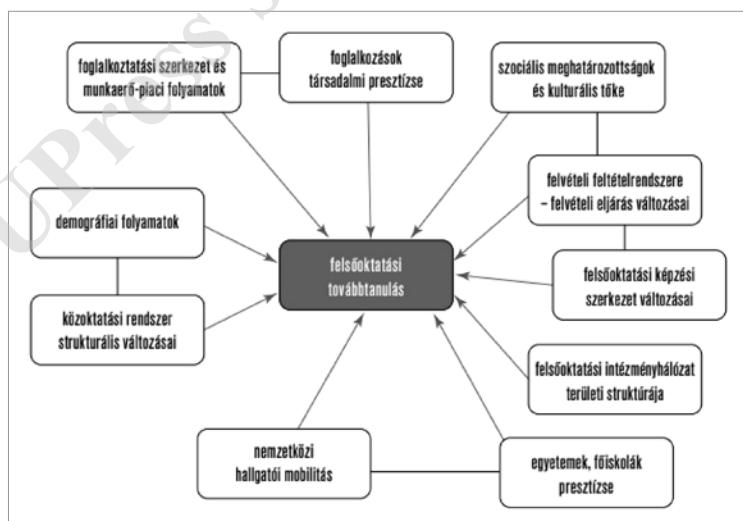 foglalkoztatási szerkezet és
munkaerő-piaci folyamatok
foglalkozások
társadalmi presztízse
szociális meghatározottságok
és kulturális tőke
felvételi feltételrendszere
– felvételi eljárás változásai
demográfiai folyamatok
felsőoktatási
továbbtanulás
felsőoktatási képzési
szerkezet változásai
közoktatási rendszer
strukturális változásai
felsőoktatási intézményhálózat
területi struktúrája
nemzetközi
hallgatói mobilitás
egyetemek, főiskolák
presztízse
UPress